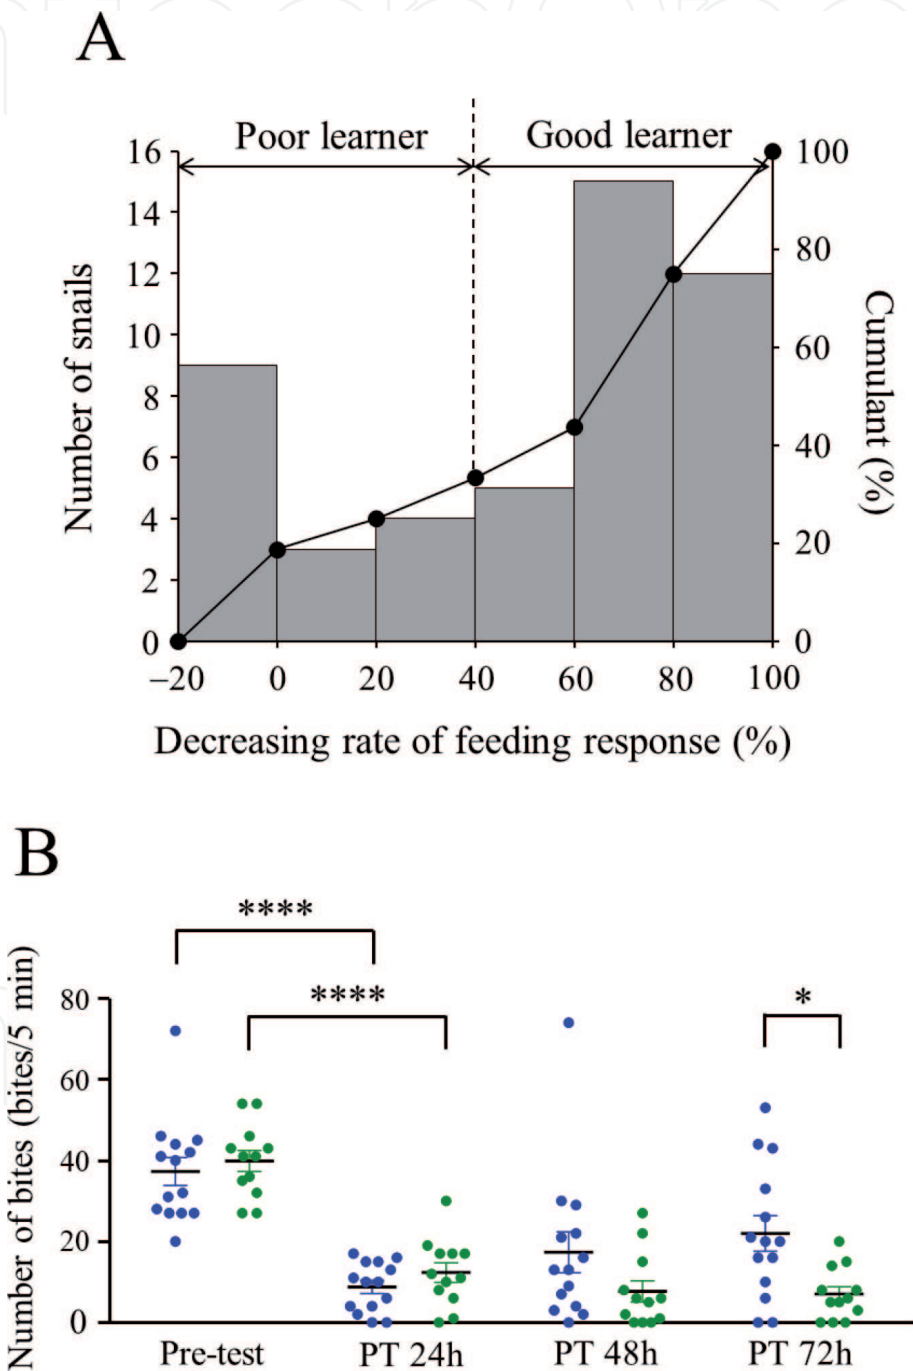 A
Poor learner
Good learner
16
14
12
10
8
6
4
2
0
Number of snails
100
80
60
40
20
0
Cumulant (%)
−20 0 20 40 60 80 100
Decreasing rate of feeding response (%)
B
****
****
*
Number of bites (bites/5 min)
80
60
40
20
0
Pre-test PT 24h PT 48h PT 72h